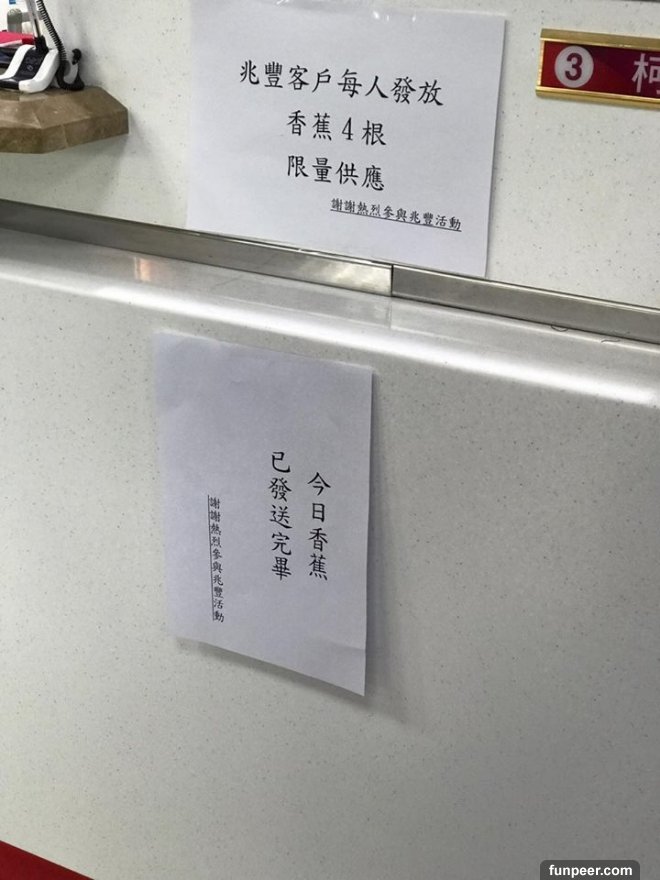 兆豐客戶每人發放
香蕉4根
限量供應
謝謝熱烈參與兆豐活動
3 柯
今日香蕉
已發送完畢
謝謝熱烈參與兆豐活動
funpeer.com